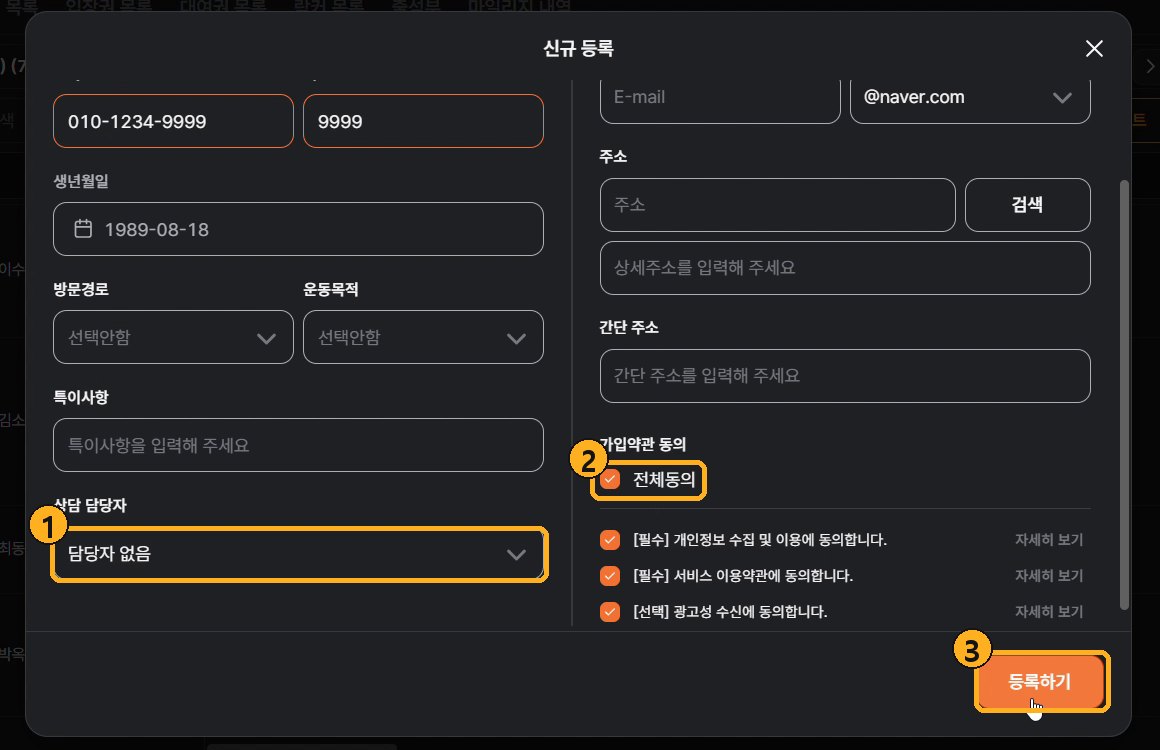 신규 등록
010-1234-9999
9999
생년월일
1989-08-18
방문경로
운동목적
선택안함
선택안함
특이사항
특이사항을 입력해 주세요
상담 담당자
1
담당자 없음
E-mail
@naver.com
주소
주소
검색
상세주소를 입력해 주세요
간단 주소
간단 주소를 입력해 주세요
가입약관 동의
2
전체동의
[필수] 개인정보 수집 및 이용에 동의합니다.
자세히 보기
[필수] 서비스 이용약관에 동의합니다.
자세히 보기
[선택] 광고성 수신에 동의합니다.
자세히 보기
3
등록하기